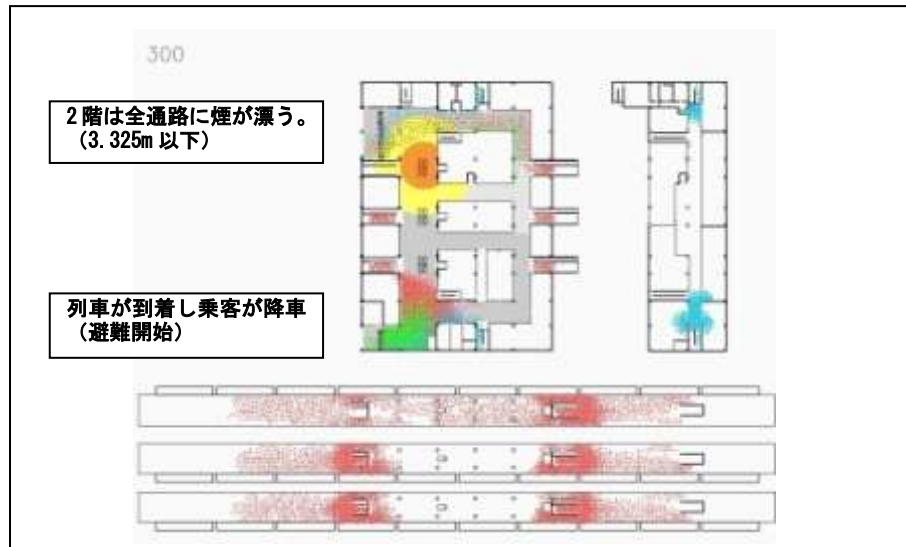 300
2階は全通路に煙が漂う。
（3.325m 以下）
列車が到着し乗客が降車
（避難開始）